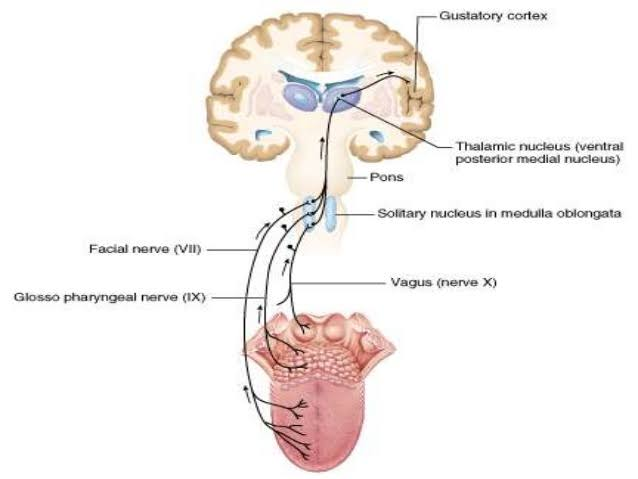 Gustatory cortex
Thalamic nucleus (ventral
posterior medial nucleus)
Pons
Solitary nucleus in medulla oblongata
Facial nerve (VII)
Vagus (nerve X)
Glosso pharyngeal nerve (IX)